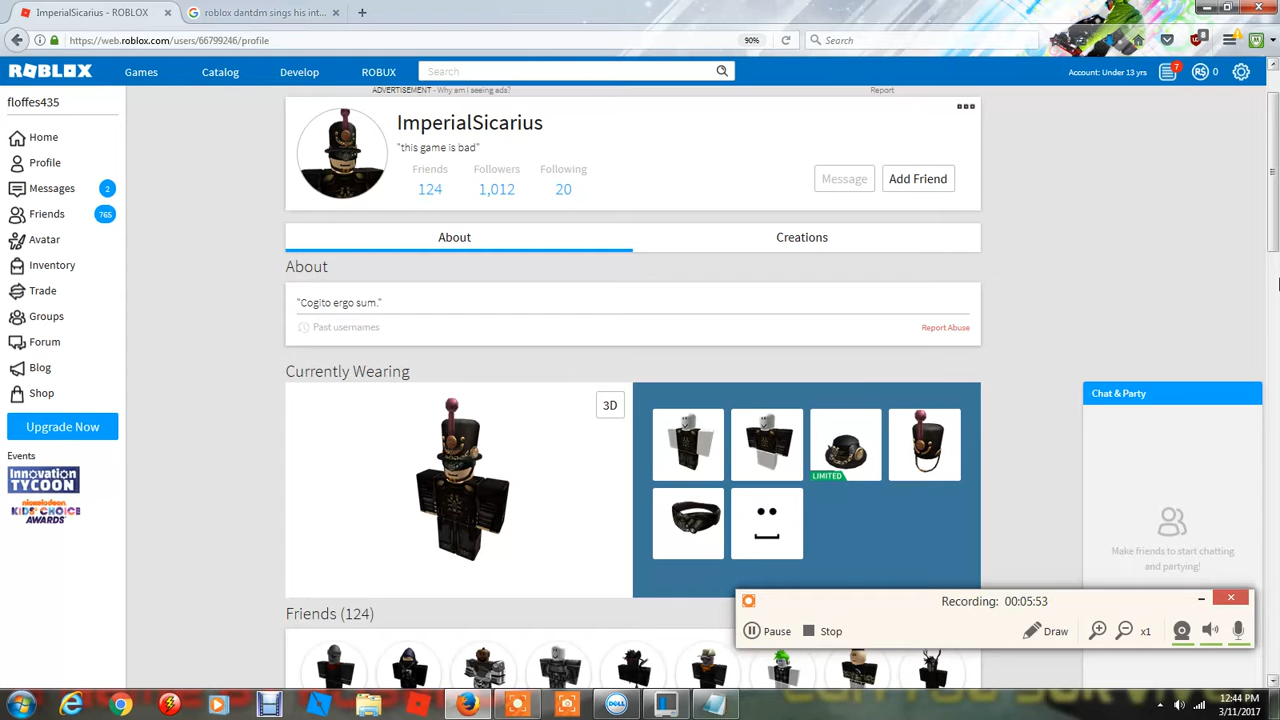 ImperialSicarius - ROBLOX
roblox dantdm sings his int...
https://web.roblox.com/users/66799246/profile
90%
Search
8
ROBLOX
Games
Catalog
Develop
ROBUX
Search
Account: Under 13 yrs
7
R$ 0
floffes435
Home
Profile
Messages
2
Friends
765
Avatar
Inventory
Trade
Groups
Forum
Blog
Shop
Upgrade Now
Events
Innovation
TYCOON
nickelodeon
KIDS' CHOICE
AWARDS
ADVERTISEMENT - Why am I seeing ads?
Report
ImperialSicarius
"this game is bad"
Friends
Followers
Following
124
1,012
20
Message
Add Friend
About
Creations
About
"Cogito ergo sum."
Past usernames
Report Abuse
Currently Wearing
3D
LIMITED
Friends (124)
Chat & Party
Make friends to start chatting
and partying!
Recording: 00:05:53
Pause
Stop
Draw
x1
DELL
12:44 PM
3/11/2017